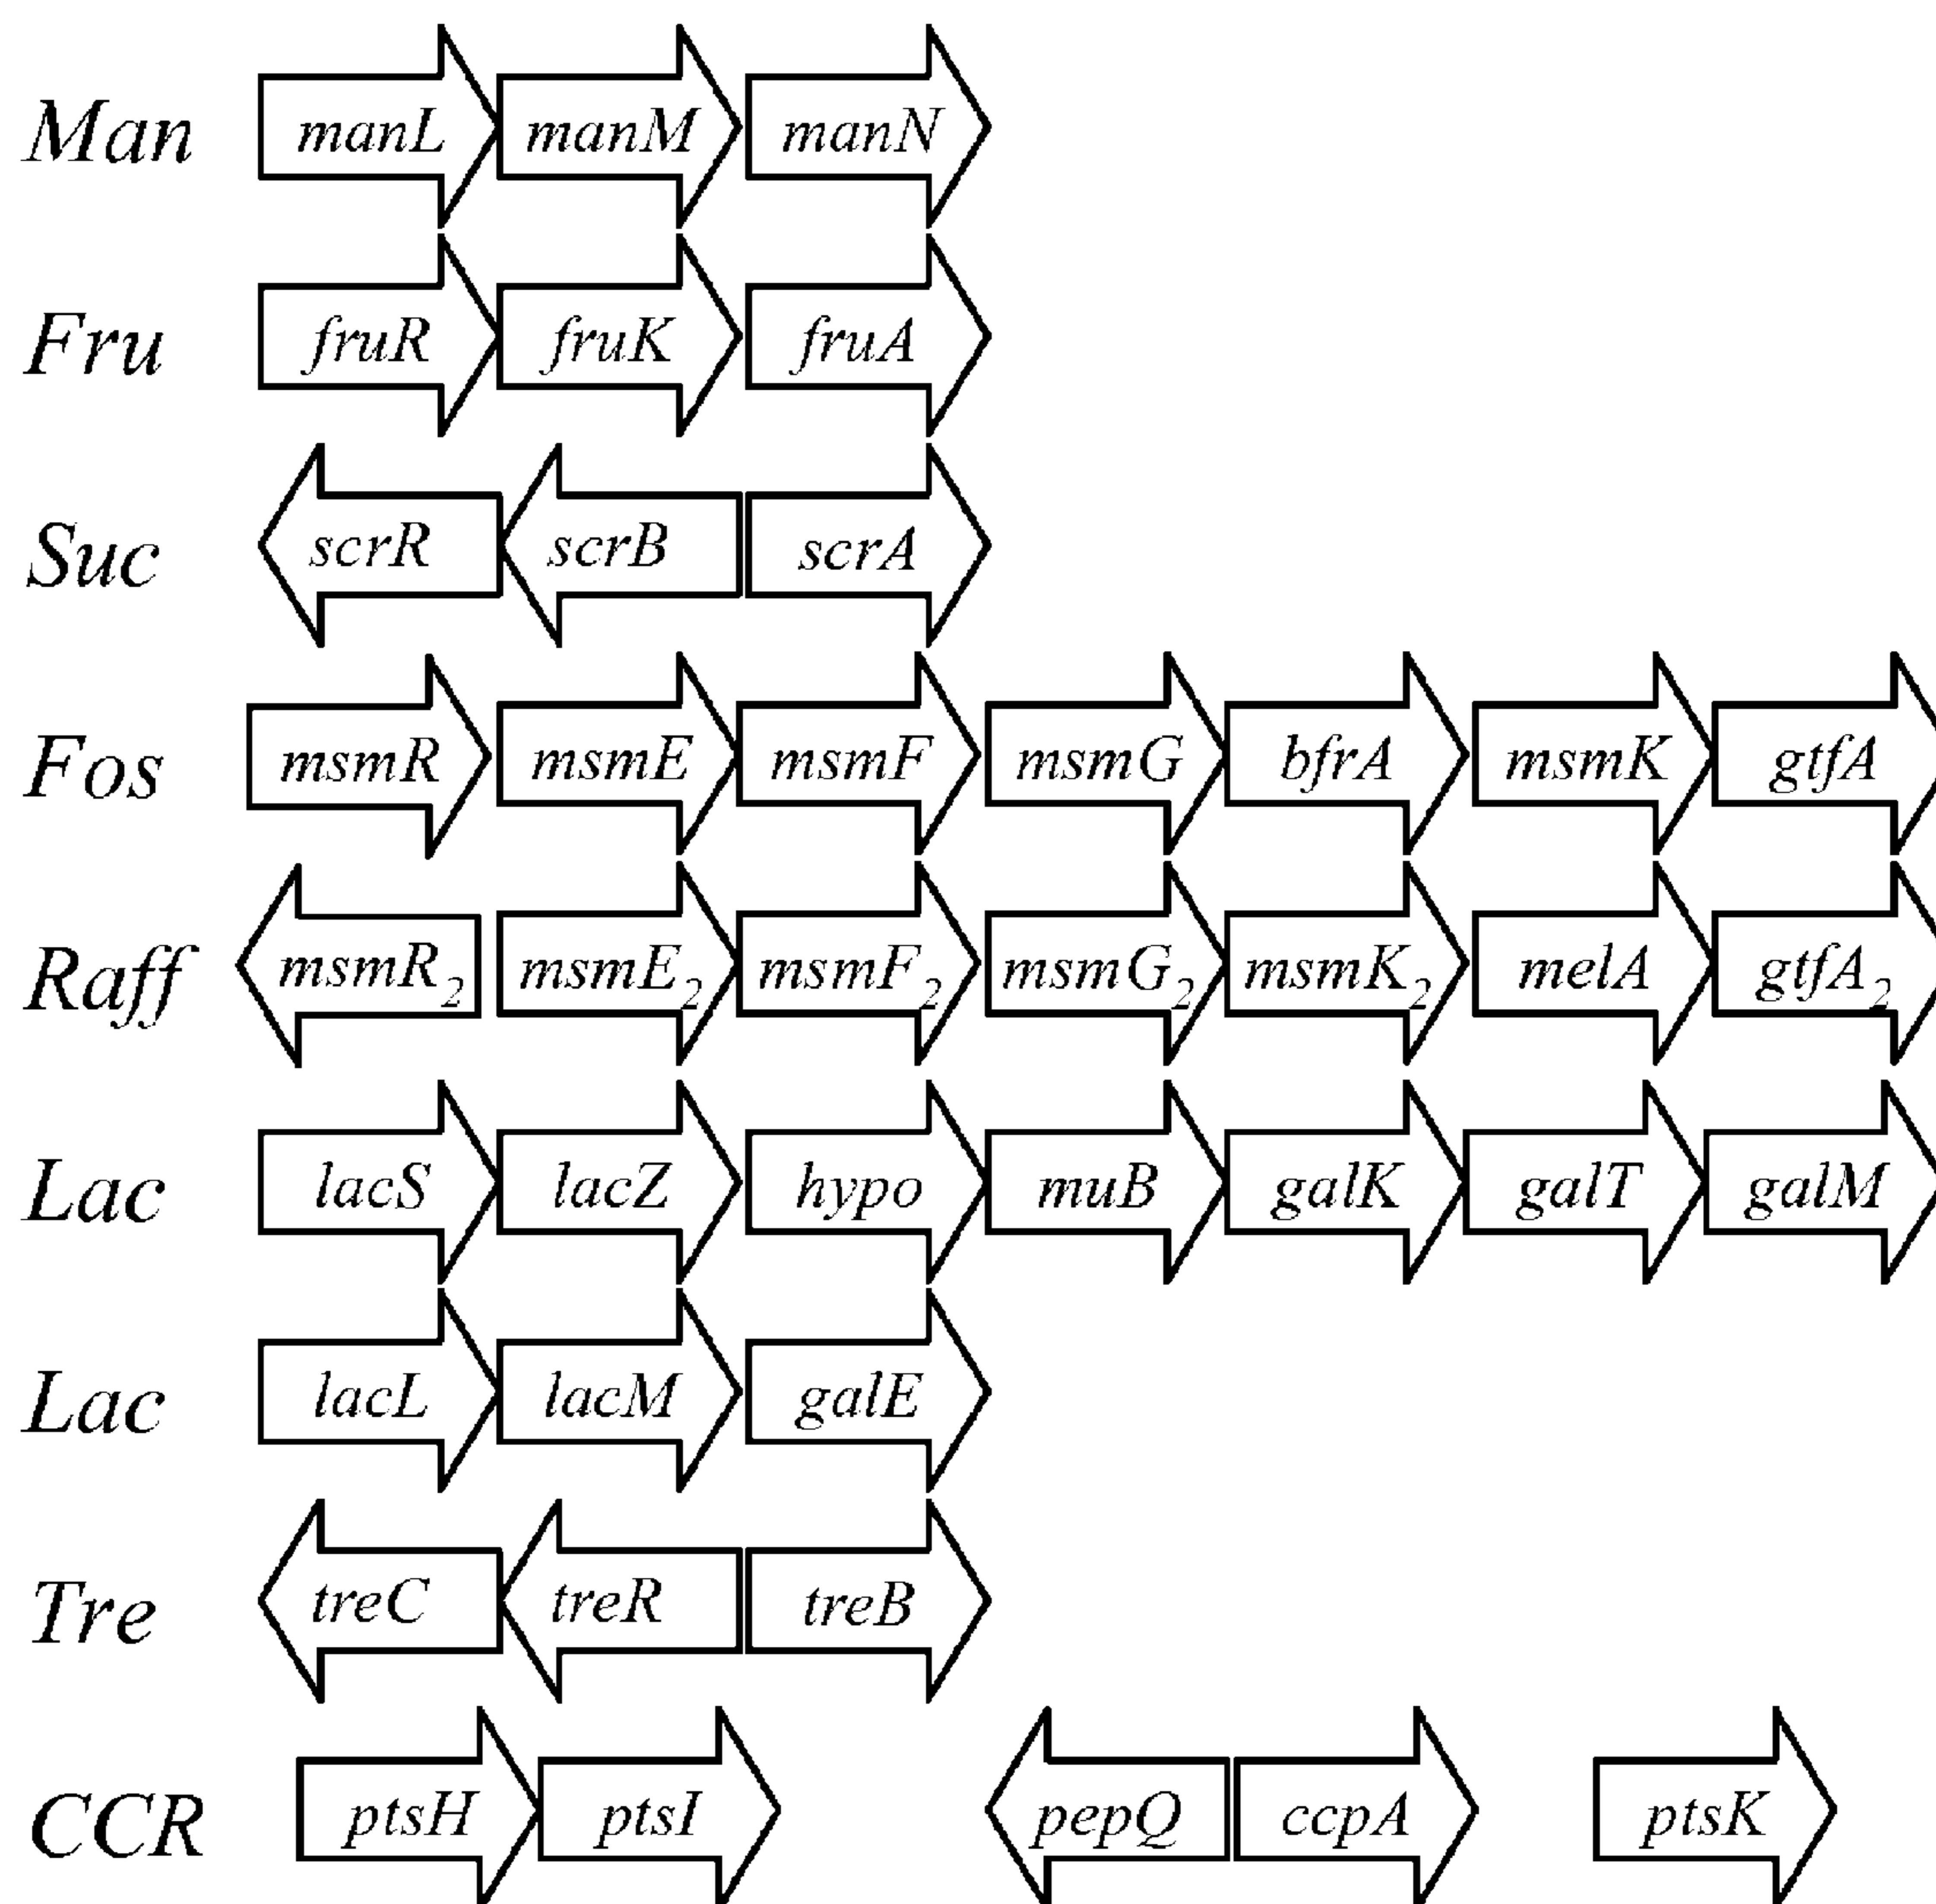 Man manL manM manN
Fru fruR fruK fruA
Suc scrR scrB scrA
Fos msmR msmE msmF msmG bfrA msmK gtfA
Raff msmR2 msmE2 msmF2 msmG2 msmK2 melA gtfA2
Lac lacS lacZ hypo muB galK galT galM
Lac lacL lacM galE
Tre treC treR treB
CCR ptsH ptsI pepQ ccpA ptsK